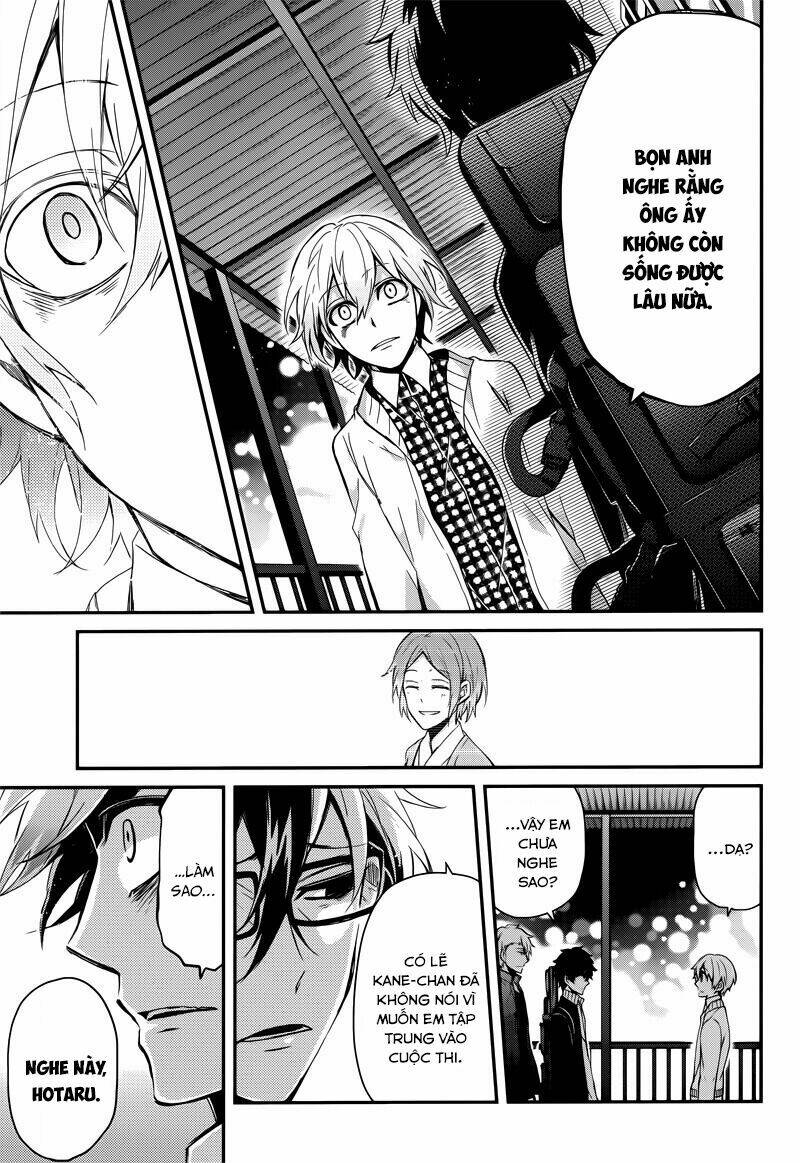 BỌN ANH
NGHE RẰNG
ÔNG ẤY
KHÔNG CÒN
SỐNG ĐƯỢC
LÂU NỮA.
...DẠ?
...VẬY EM
CHƯA
NGHE
SAO?
CÓ LẼ
KANE-CHAN ĐÃ
KHÔNG NÓI VÌ
MUỐN EM TẬP
TRUNG VÀO
CUỘC THI.
...LÀM
SAO...
NGHE NÀY,
HOTARU.